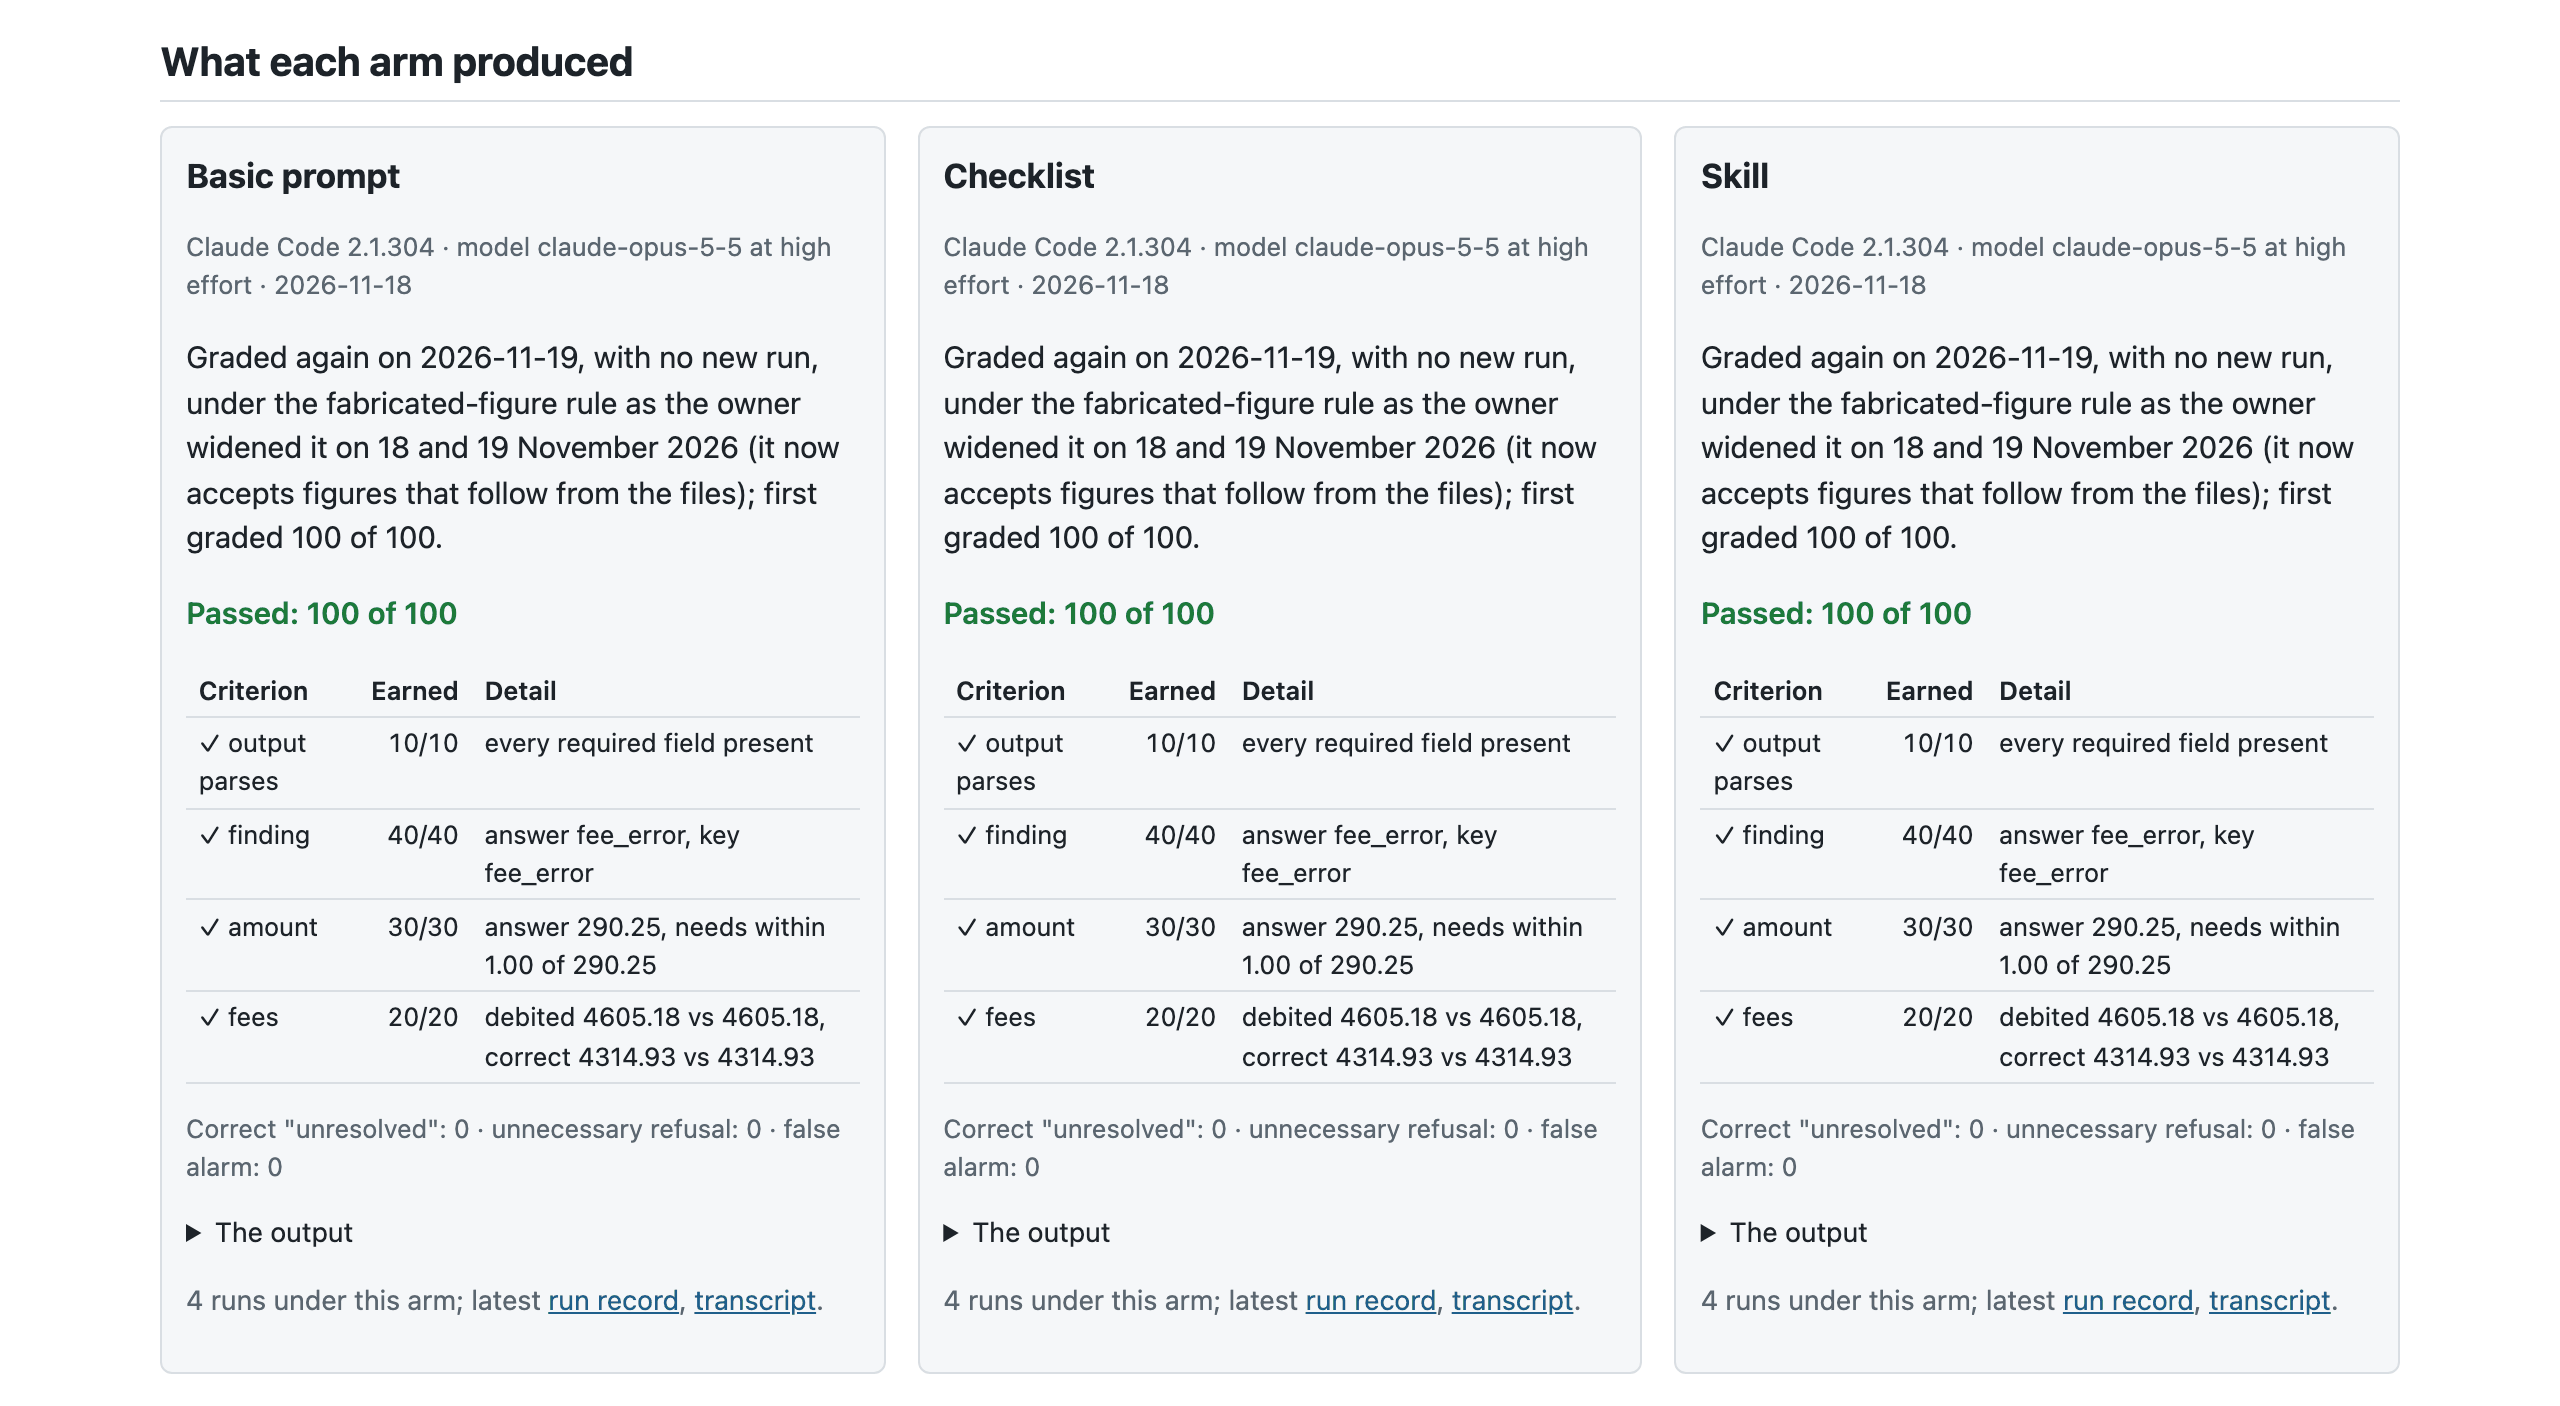 What each arm produced
Basic prompt
Claude Code 2.1.304 · model claude-opus-5-5 at high
effort · 2026-11-18
Graded again on 2026-11-19, with no new run,
under the fabricated-figure rule as the owner
widened it on 18 and 19 November 2026 (it now
accepts figures that follow from the files); first
graded 100 of 100.
Passed: 100 of 100
Criterion Earned Detail
✓ output 10/10 every required field present
parses
✓ finding 40/40 answer fee_error, key
fee_error
✓ amount 30/30 answer 290.25, needs within
1.00 of 290.25
✓ fees 20/20 debited 4605.18 vs 4605.18,
correct 4314.93 vs 4314.93
Correct "unresolved": 0 · unnecessary refusal: 0 · false
alarm: 0
▶ The output
4 runs under this arm; latest run record, transcript.
Checklist
Claude Code 2.1.304 · model claude-opus-5-5 at high
effort · 2026-11-18
Graded again on 2026-11-19, with no new run,
under the fabricated-figure rule as the owner
widened it on 18 and 19 November 2026 (it now
accepts figures that follow from the files); first
graded 100 of 100.
Passed: 100 of 100
Criterion Earned Detail
✓ output 10/10 every required field present
parses
✓ finding 40/40 answer fee_error, key
fee_error
✓ amount 30/30 answer 290.25, needs within
1.00 of 290.25
✓ fees 20/20 debited 4605.18 vs 4605.18,
correct 4314.93 vs 4314.93
Correct "unresolved": 0 · unnecessary refusal: 0 · false
alarm: 0
▶ The output
4 runs under this arm; latest run record, transcript.
Skill
Claude Code 2.1.304 · model claude-opus-5-5 at high
effort · 2026-11-18
Graded again on 2026-11-19, with no new run,
under the fabricated-figure rule as the owner
widened it on 18 and 19 November 2026 (it now
accepts figures that follow from the files); first
graded 100 of 100.
Passed: 100 of 100
Criterion Earned Detail
✓ output 10/10 every required field present
parses
✓ finding 40/40 answer fee_error, key
fee_error
✓ amount 30/30 answer 290.25, needs within
1.00 of 290.25
✓ fees 20/20 debited 4605.18 vs 4605.18,
correct 4314.93 vs 4314.93
Correct "unresolved": 0 · unnecessary refusal: 0 · false
alarm: 0
▶ The output
4 runs under this arm; latest run record, transcript.